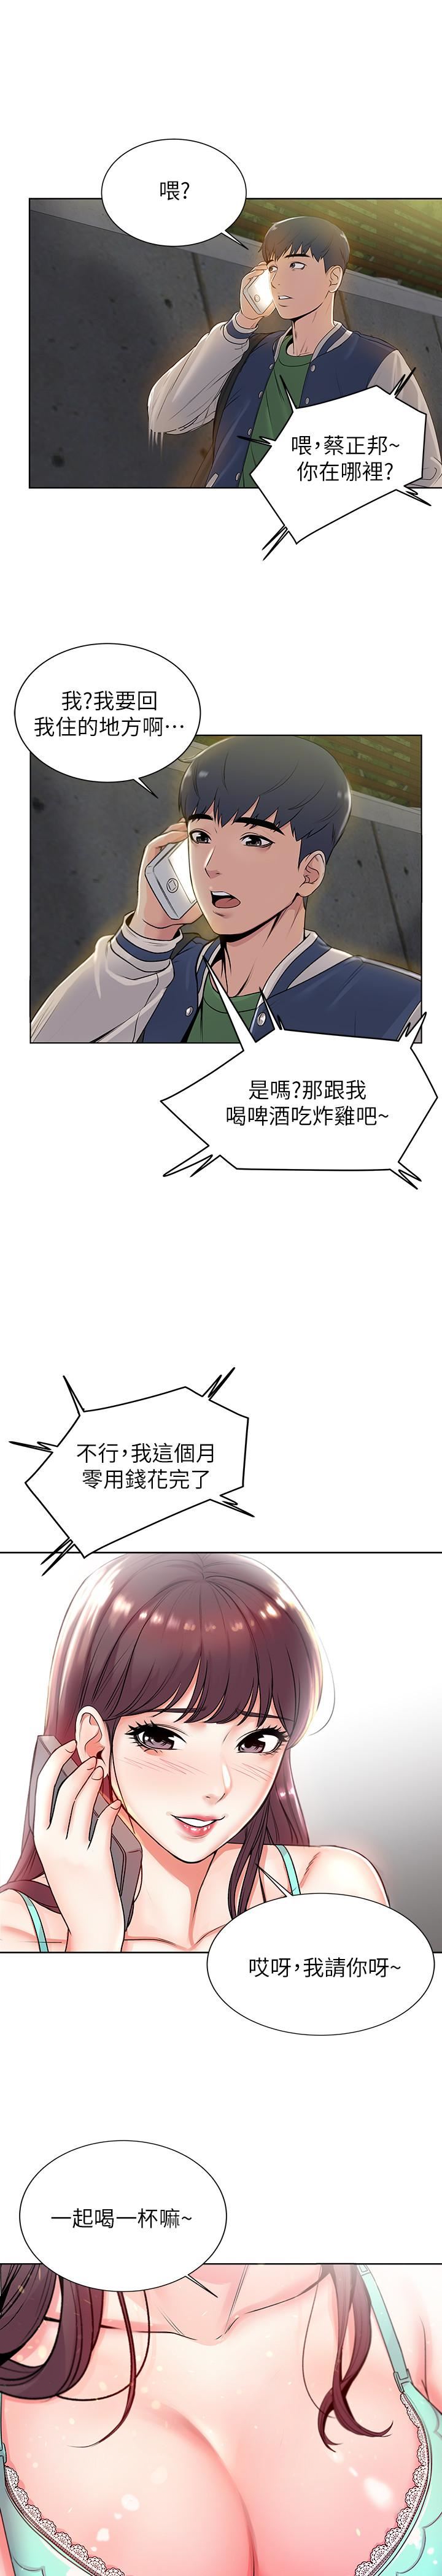 喂?
喂，蔡正邦~
你在哪裡?
我?我要回
我住的地方啊…
是嗎?那跟我
喝啤酒吃炸雞吧~
不行，我這個月
零用錢花完了
哎呀，我請你呀~
一起喝一杯嘛~